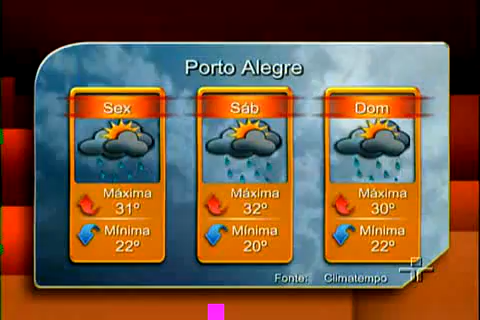 Porto Alegre
Sex Sáb Dom
Máxima Máxima Máxima
31º 32º 30º
Mínima Mínima Mínima
22º 20º 22º
Fonte: Climatempo